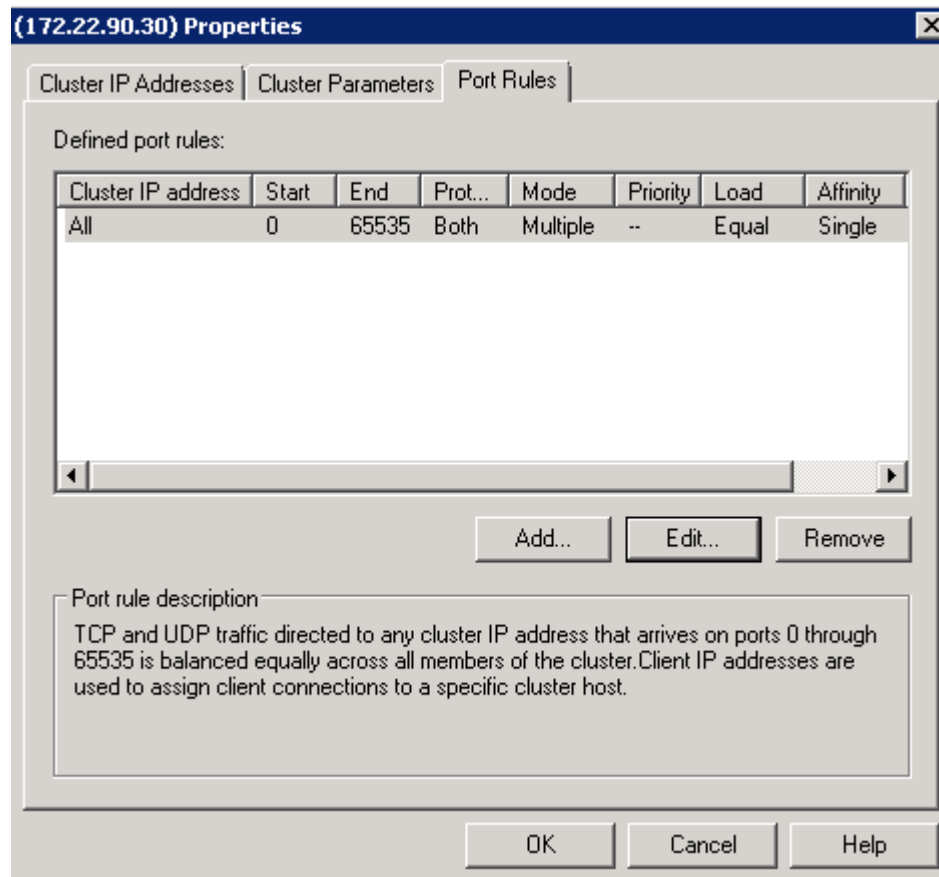 (172.22.90.30) Properties
Cluster IP Addresses Cluster Parameters Port Rules
Defined port rules:
Cluster IP address Start End Prot... Mode Priority Load Affinity
All 0 65535 Both Multiple -- Equal Single
Add... Edit... Remove
Port rule description
TCP and UDP traffic directed to any cluster IP address that arrives on ports 0 through
65535 is balanced equally across all members of the cluster.Client IP addresses are
used to assign client connections to a specific cluster host.
OK Cancel Help